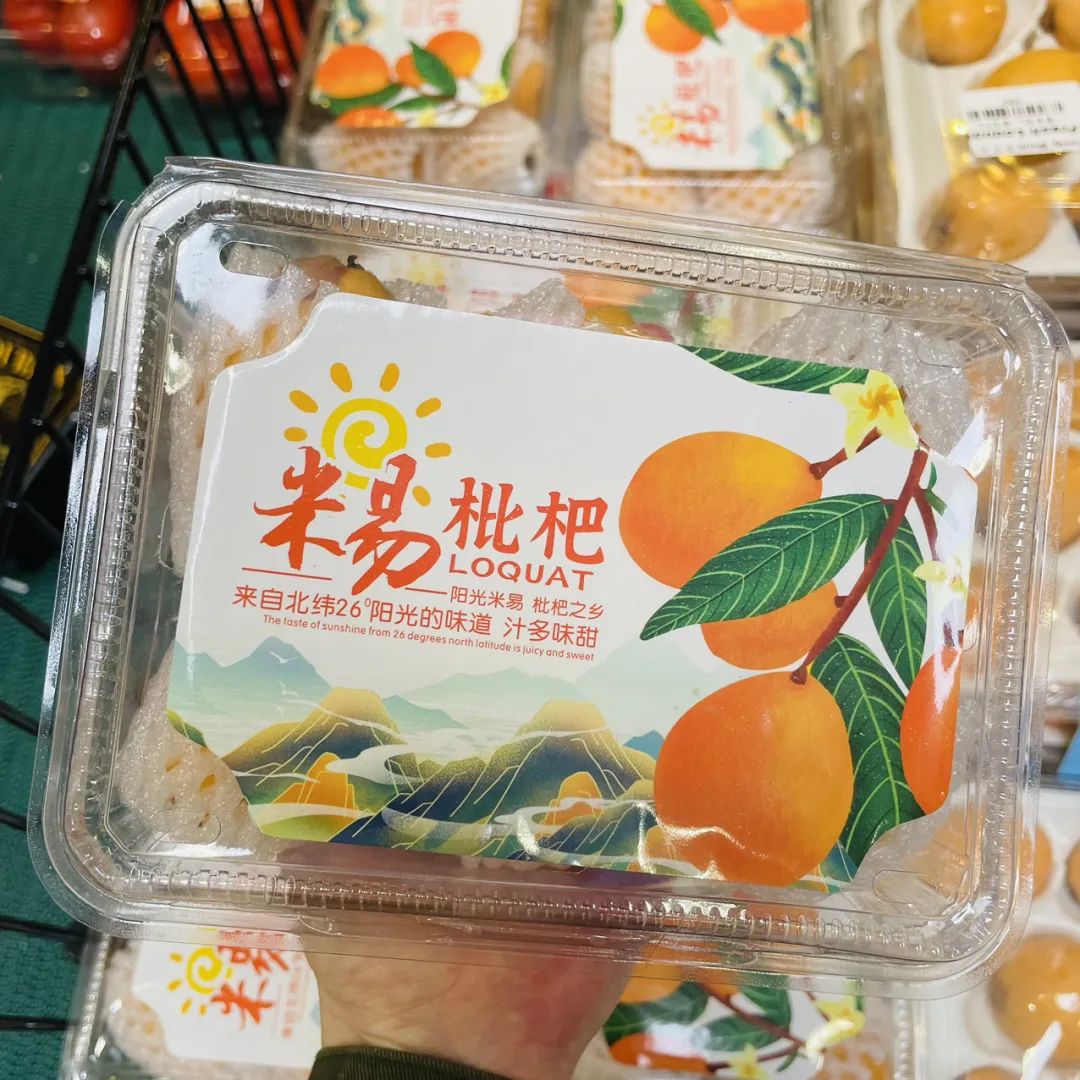 米易枇杷
LOQUAT
阳光米易 枇杷之乡
来自北纬26°阳光的味道 汁多味甜
The taste of sunshine from 26 degrees north latitude is juicy and sweet
米易